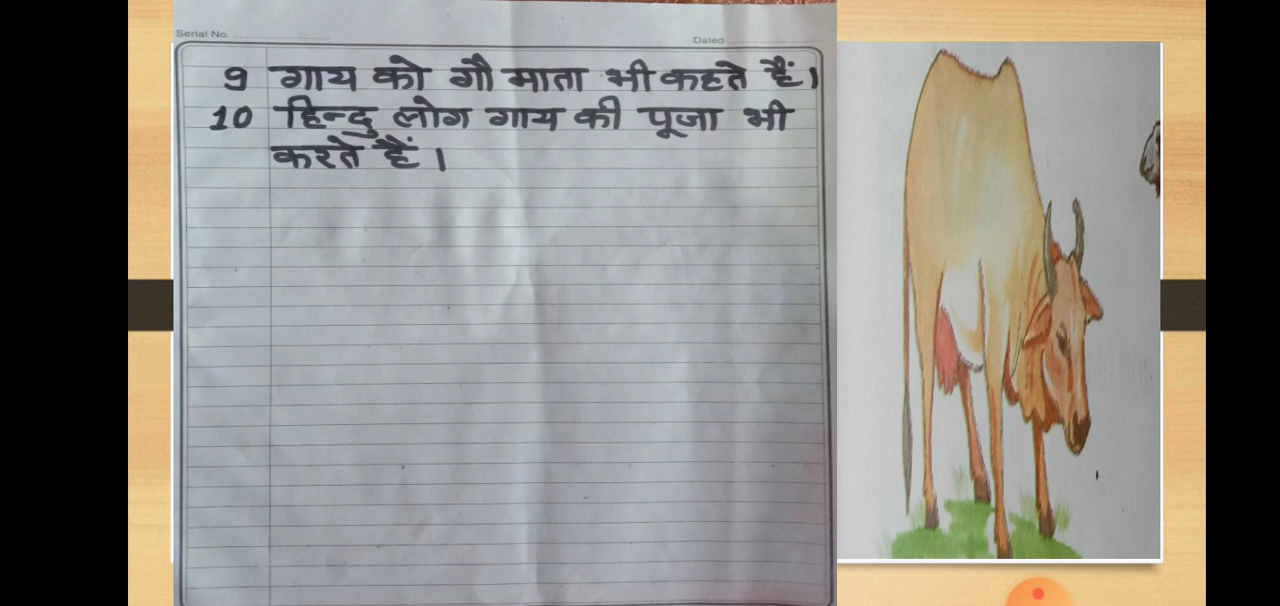 Serial No. ........................
Dated ........................
9 गाय को गौ माता भी कहते हैं।
10 हिन्दु लोग गाय की पूजा भी
करते हैं।